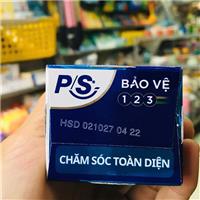 P/S
BẢO VỆ
1 2 3
HSD 021027 04 22
CHĂM SÓC TOÀN DIỆN